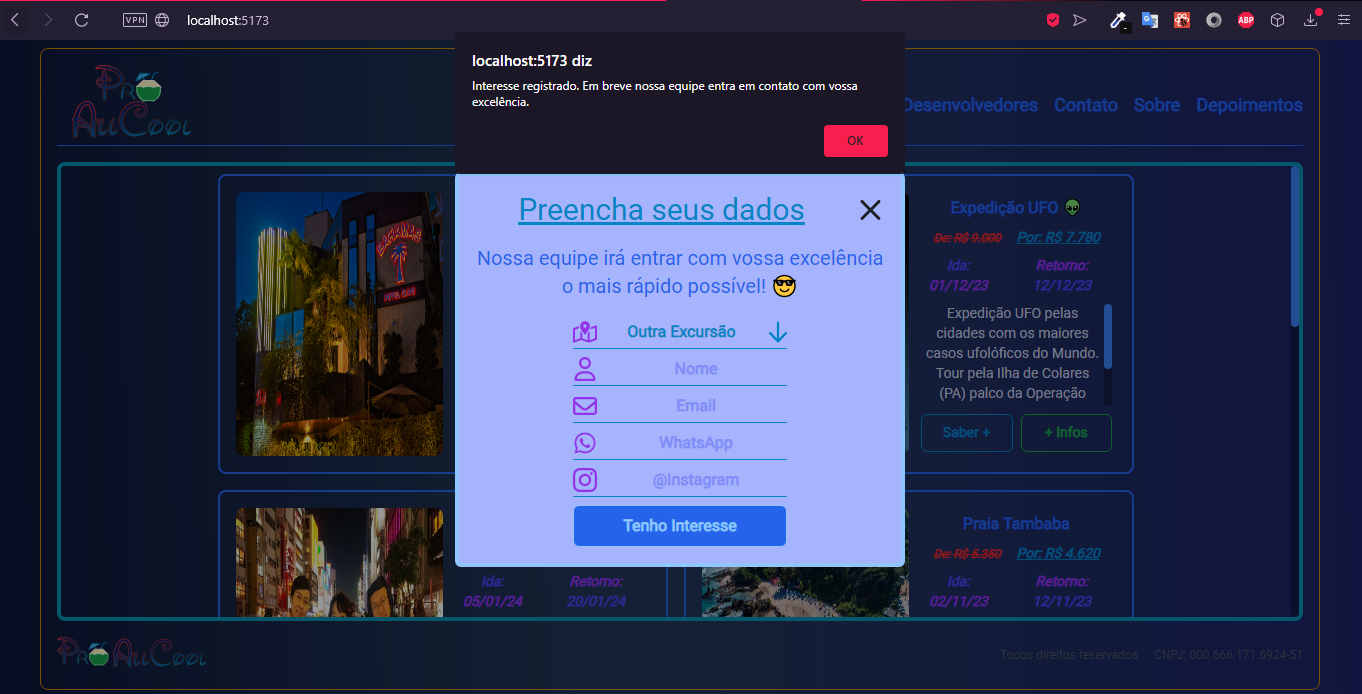 VPN
localhost:5173
ABP
localhost:5173 diz
Interesse registrado. Em breve nossa equipe entra em contato com vossa
excelência.
OK
Pro
AuCool
Desenvolvedores
Contato
Sobre
Depoimentos
BAHAMAS
Preencha seus dados
Nossa equipe irá entrar com vossa excelência
o mais rápido possível! 😎
Outra Excursão
Nome
Email
WhatsApp
@Instagram
Tenho Interesse
Expedição UFO 👽
De: R$ 9.000 Por: R$ 7.780
Ida: Retorno:
01/12/23 12/12/23
Expedição UFO pelas
cidades com os maiores
casos ufolóficos do Mundo.
Tour pela Ilha de Colares
(PA) palco da Operação
Saber + + Infos
Ida: Retorno:
05/01/24 20/01/24
Praia Tambaba
De: R$ 5.350 Por: R$ 4.620
Ida: Retorno:
02/11/23 12/11/23
Pro AuCool
Todos direitos reservados CNPJ: 000.666.171.6924-51